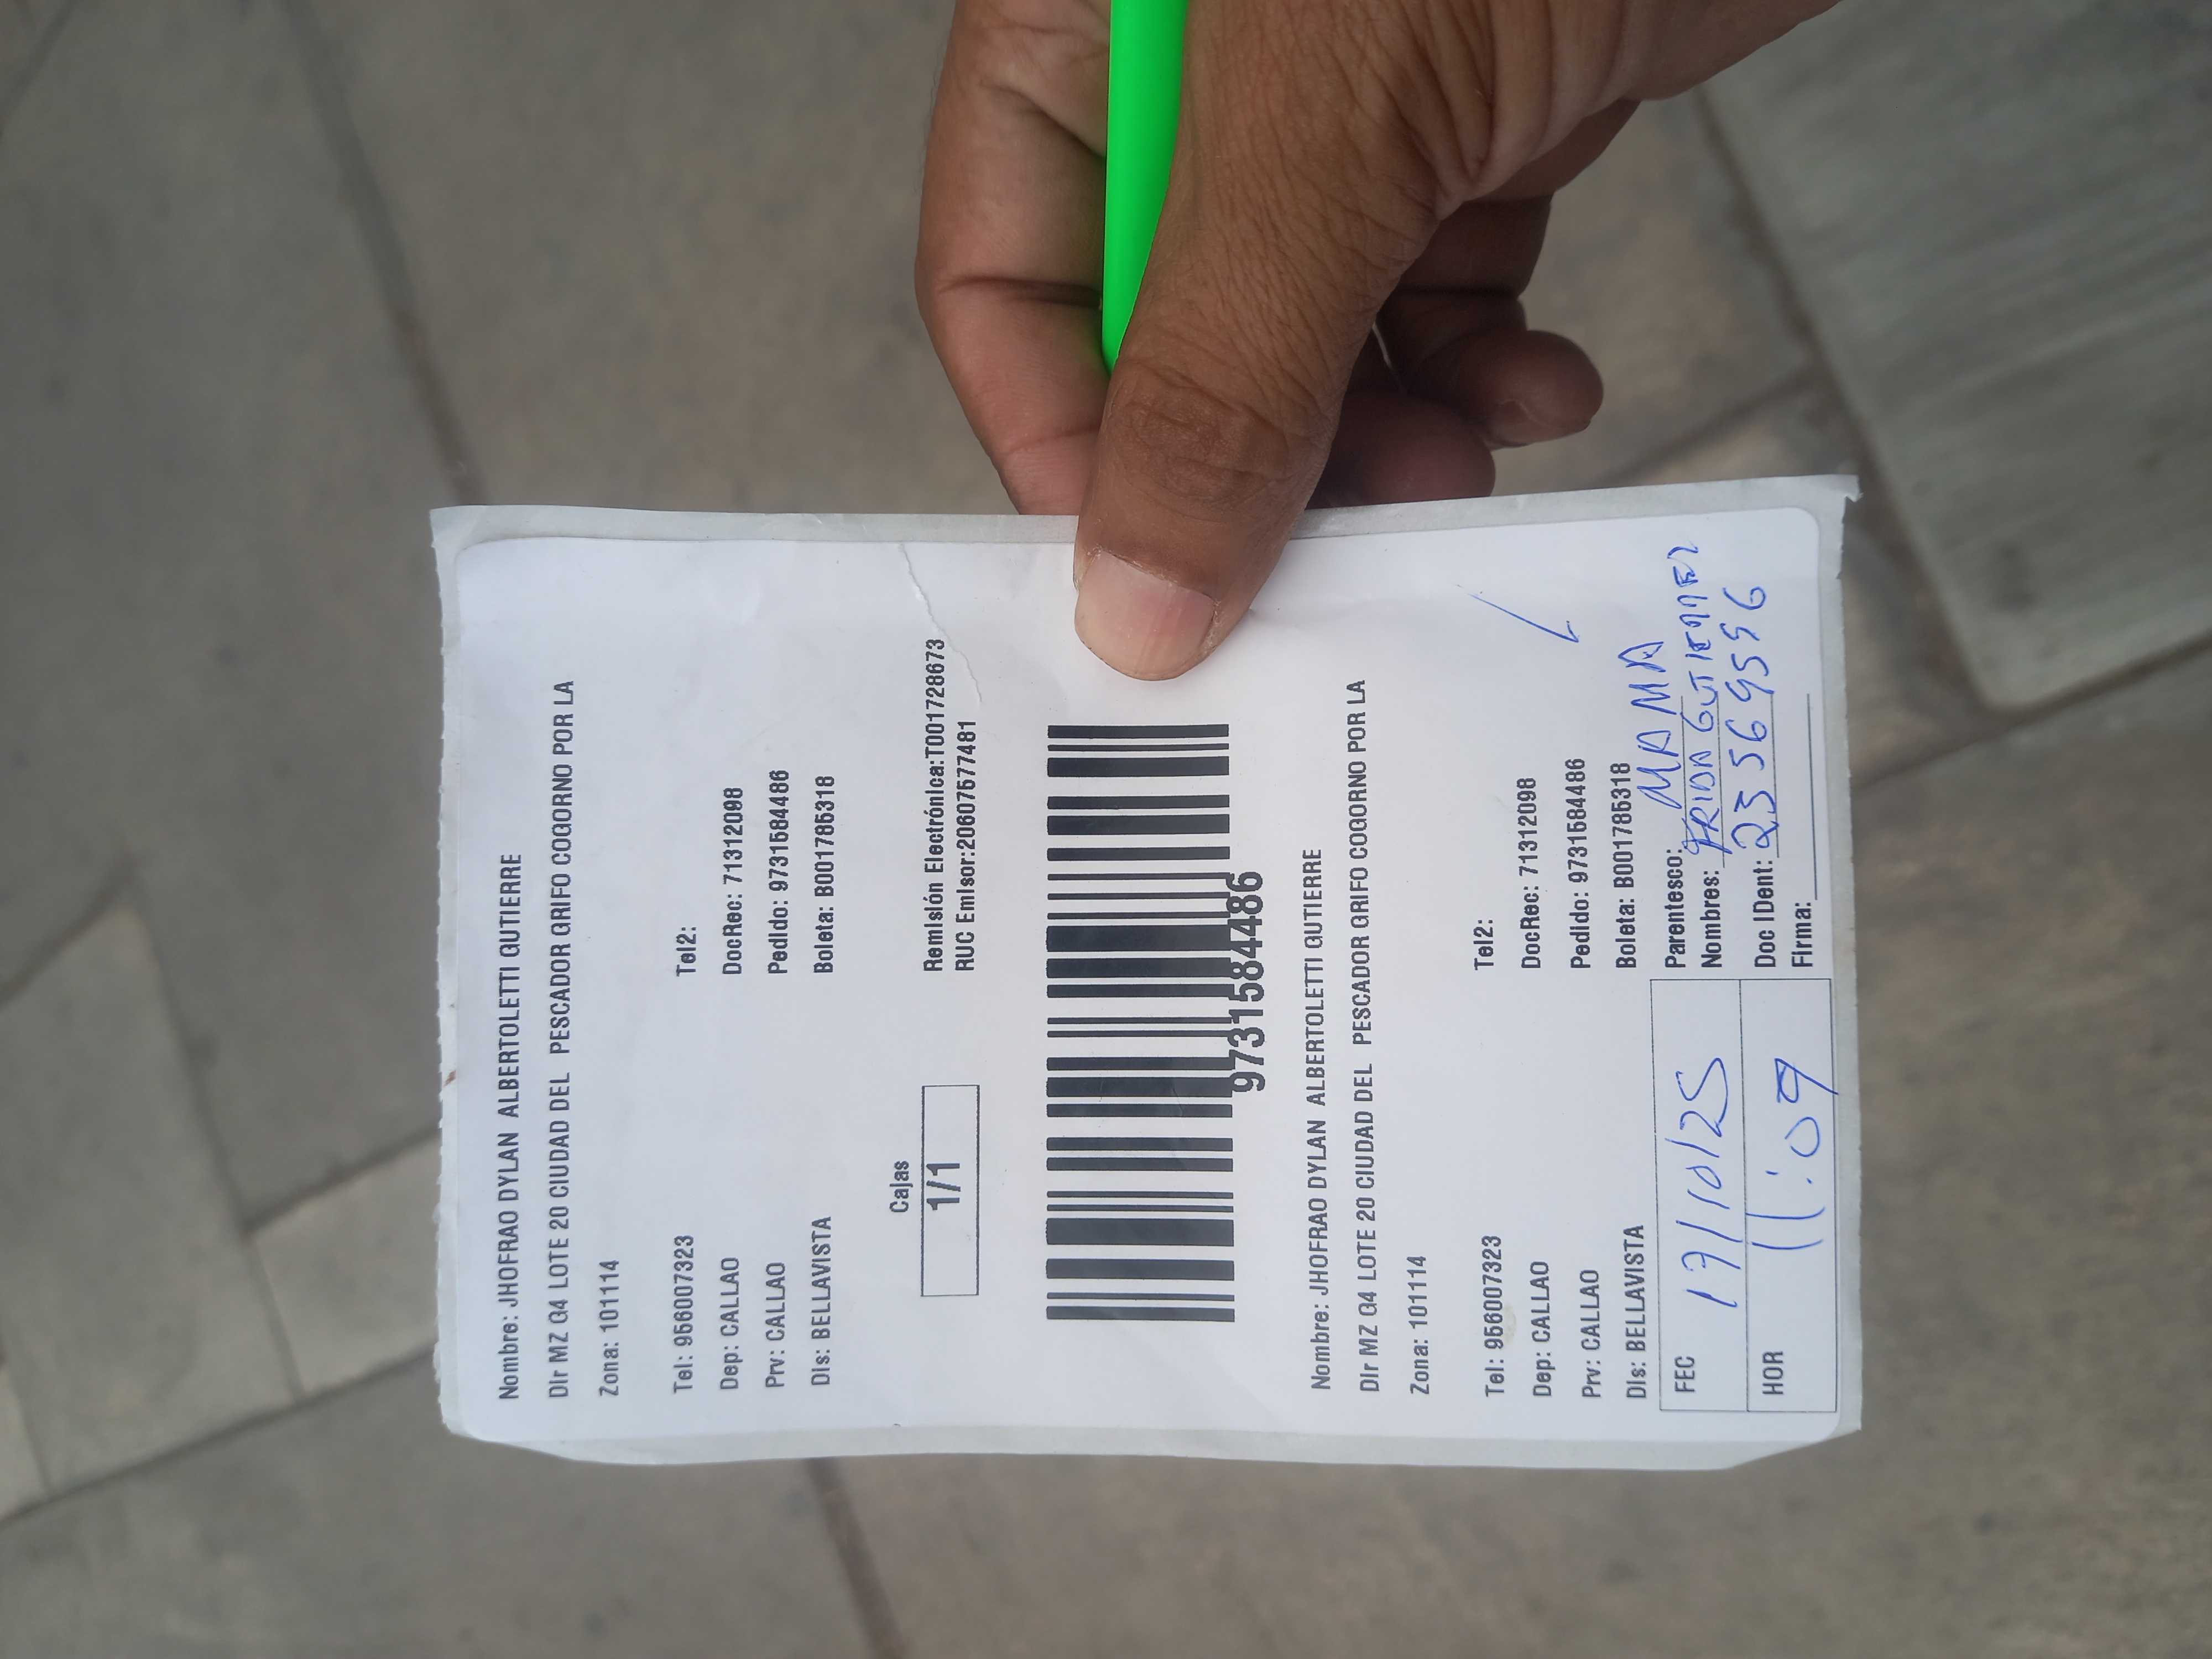 Nombre: JHOFRAO DYLAN ALBERTOLETTI GUTIERRE
Dir MZ G4 LOTE 20 CIUDAD DEL PESCADOR GRIFO COGORNO POR LA
Zona: 101114
Tel: 956007323 Tel2:
Dep: CALLAO DocRec: 71312098
Prv: CALLAO Pedido: 9731584486
Dis: BELLAVISTA Boleta: B001785318
Cajas
1/1
Remisión Electrónica:T001728673
RUC Emisor:20607577481
9731584486
Nombre: JHOFRAO DYLAN ALBERTOLETTI GUTIERRE
Dir MZ G4 LOTE 20 CIUDAD DEL PESCADOR GRIFO COGORNO POR LA
Zona: 101114
Tel: 956007323 Tel2:
Dep: CALLAO DocRec: 71312098
Prv: CALLAO Pedido: 9731584486
Dis: BELLAVISTA Boleta: B001785318
FEC 17/10/25 Parentesco: MAMA
Nombres: FRIDA
HOR 11:09 Doc IDent: 23569596
Firma: